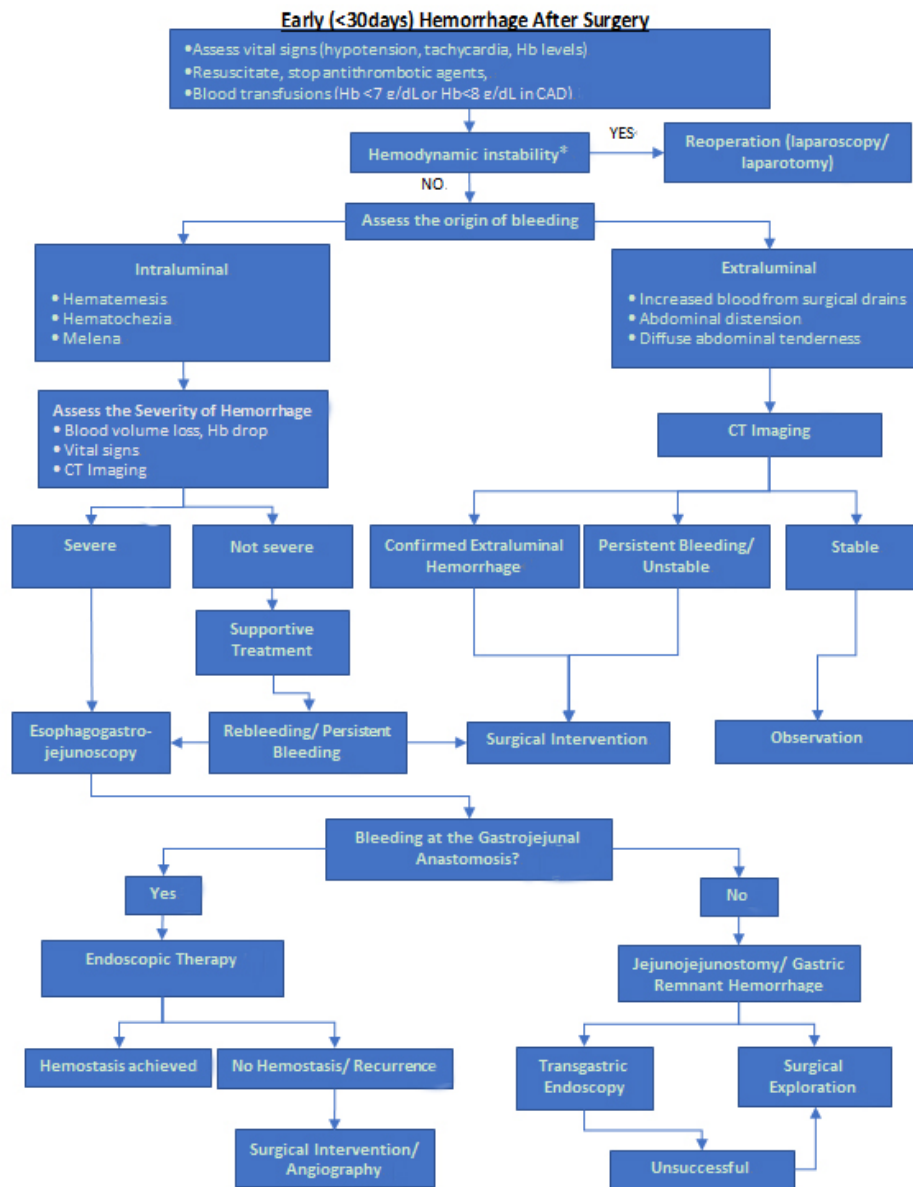 Early (<30days) Hemorrhage After Surgery
•Assess vital signs (hypotension, tachycardia, Hb levels)
•Resuscitate, stop antithrombotic agents,
•Blood transfusions (Hb <7 g/dL or Hb<8 g/dL in CAD)
Hemodynamic instability*
YES
Reoperation (laparoscopy/
laparotomy)
NO.
Assess the origin of bleeding
Intraluminal
• Hematemesis
• Hematochezia
• Melena
Extraluminal
• Increased blood from surgical drains
• Abdominal distension
• Diffuse abdominal tenderness
Assess the Severity of Hemorrhage
• Blood volume loss, Hb drop
• Vital signs
• CT Imaging
CT Imaging
Severe
Not severe
Confirmed Extraluminal
Hemorrhage
Persistent Bleeding/
Unstable
Stable
Supportive
Treatment
Esophagogastro-
jejunoscopy
Rebleeding/ Persistent
Bleeding
Surgical Intervention
Observation
Bleeding at the Gastrojejunal
Anastomosis?
Yes
No
Endoscopic Therapy
Jejunojejunostomy/ Gastric
Remnant Hemorrhage
Hemostasis achieved
No Hemostasis/ Recurrence
Transgastric
Endoscopy
Surgical
Exploration
Surgical Intervention/
Angiography
Unsuccessful